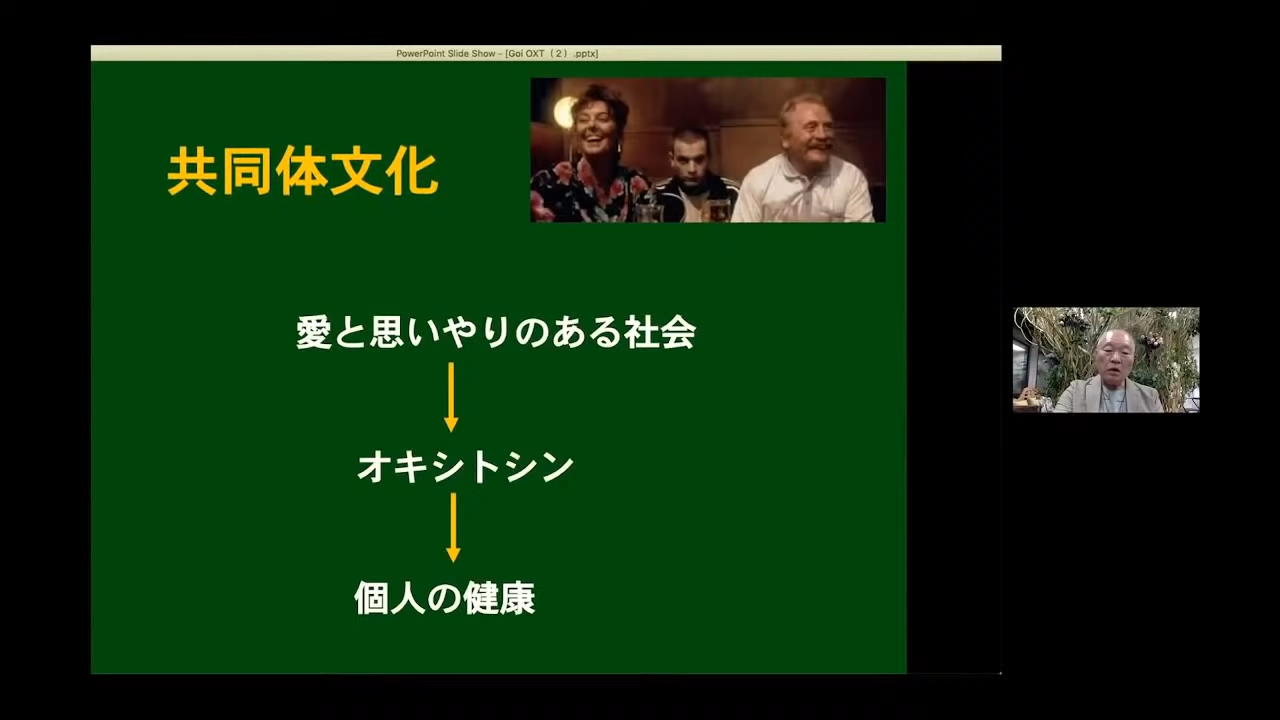 PowerPoint Slide Show - [Goi OXT（2）.pptx]
共同体文化
愛と思いやりのある社会
オキシトシン
個人の健康